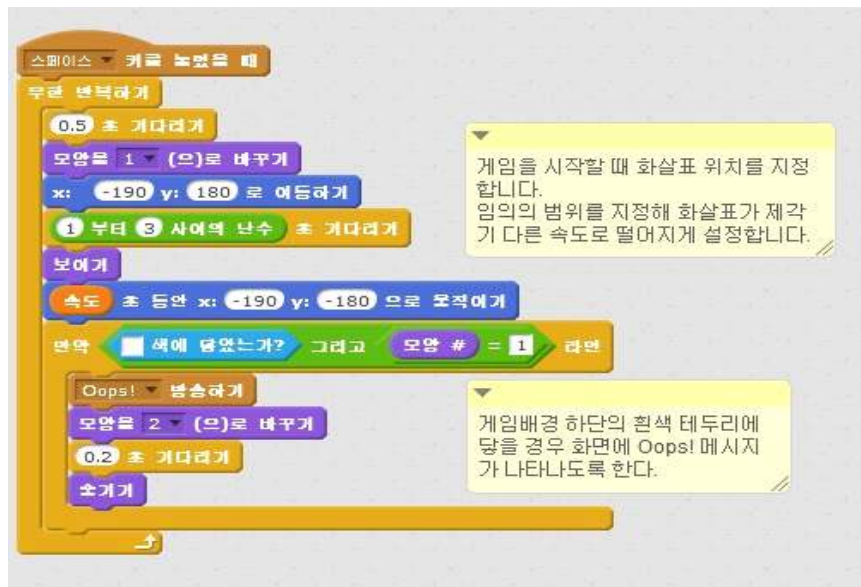 스페이스 키를 눌렀을 때
무한 반복하기
0.5 초 기다리기
모양을 1 (으)로 바꾸기
x: -190 y: 180 로 이동하기
1 부터 3 사이의 난수 초 기다리기
보이기
속도 초 동안 x: -190 y: -180 으로 움직이기
만약 색에 닿았는가? 그리고 모양 # = 1 라면
Oops! 방송하기
모양을 2 (으)로 바꾸기
0.2 초 기다리기
숨기기
게임을 시작할 때 화살표 위치를 지정
합니다.
임의의 범위를 지정해 화살표가 제각
기 다른 속도로 떨어지게 설정합니다.
게임배경 하단의 흰색 테두리에
닿을 경우 화면에 Oops! 메시지
가 나타나도록 한다.